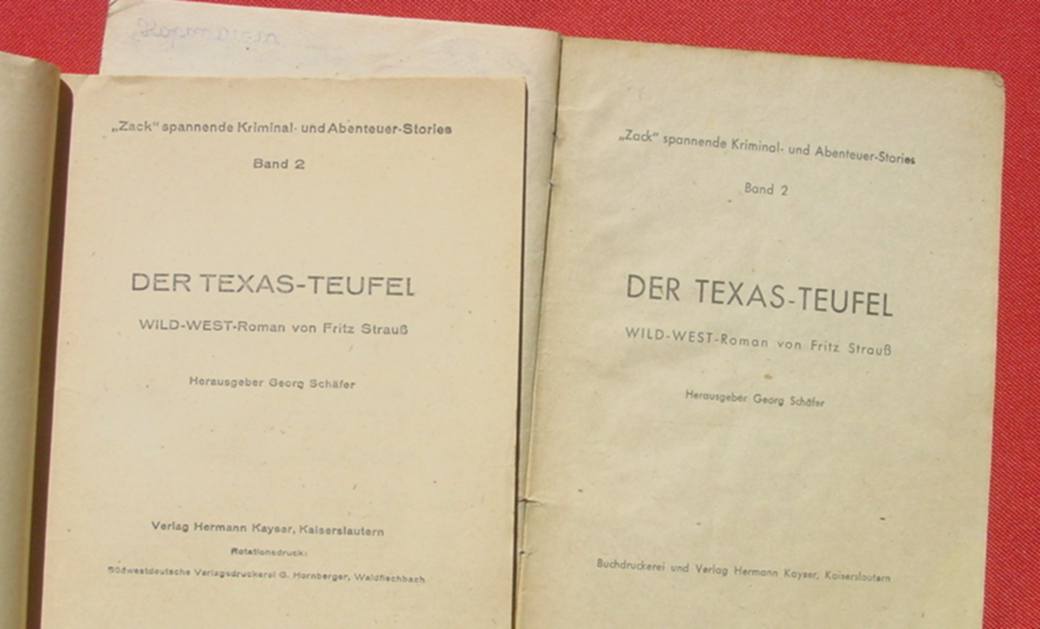 „Zack“ spannende Kriminal- und Abenteuer-Stories
Band 2
DER TEXAS-TEUFEL
WILD-WEST-Roman von Fritz Strauß
Herausgeber Georg Schäfer
Verlag Hermann Kayser, Kaiserslautern
Rotationsdruck:
Südwestdeutsche Verlagsdruckerei G. Hornberger, Waldfischbach
„Zack“ spannende Kriminal- und Abenteuer-Stories
Band 2
DER TEXAS-TEUFEL
WILD-WEST-Roman von Fritz Strauß
Herausgeber Georg Schäfer
Buchdruckerei und Verlag Hermann Kayser, Kaiserslautern